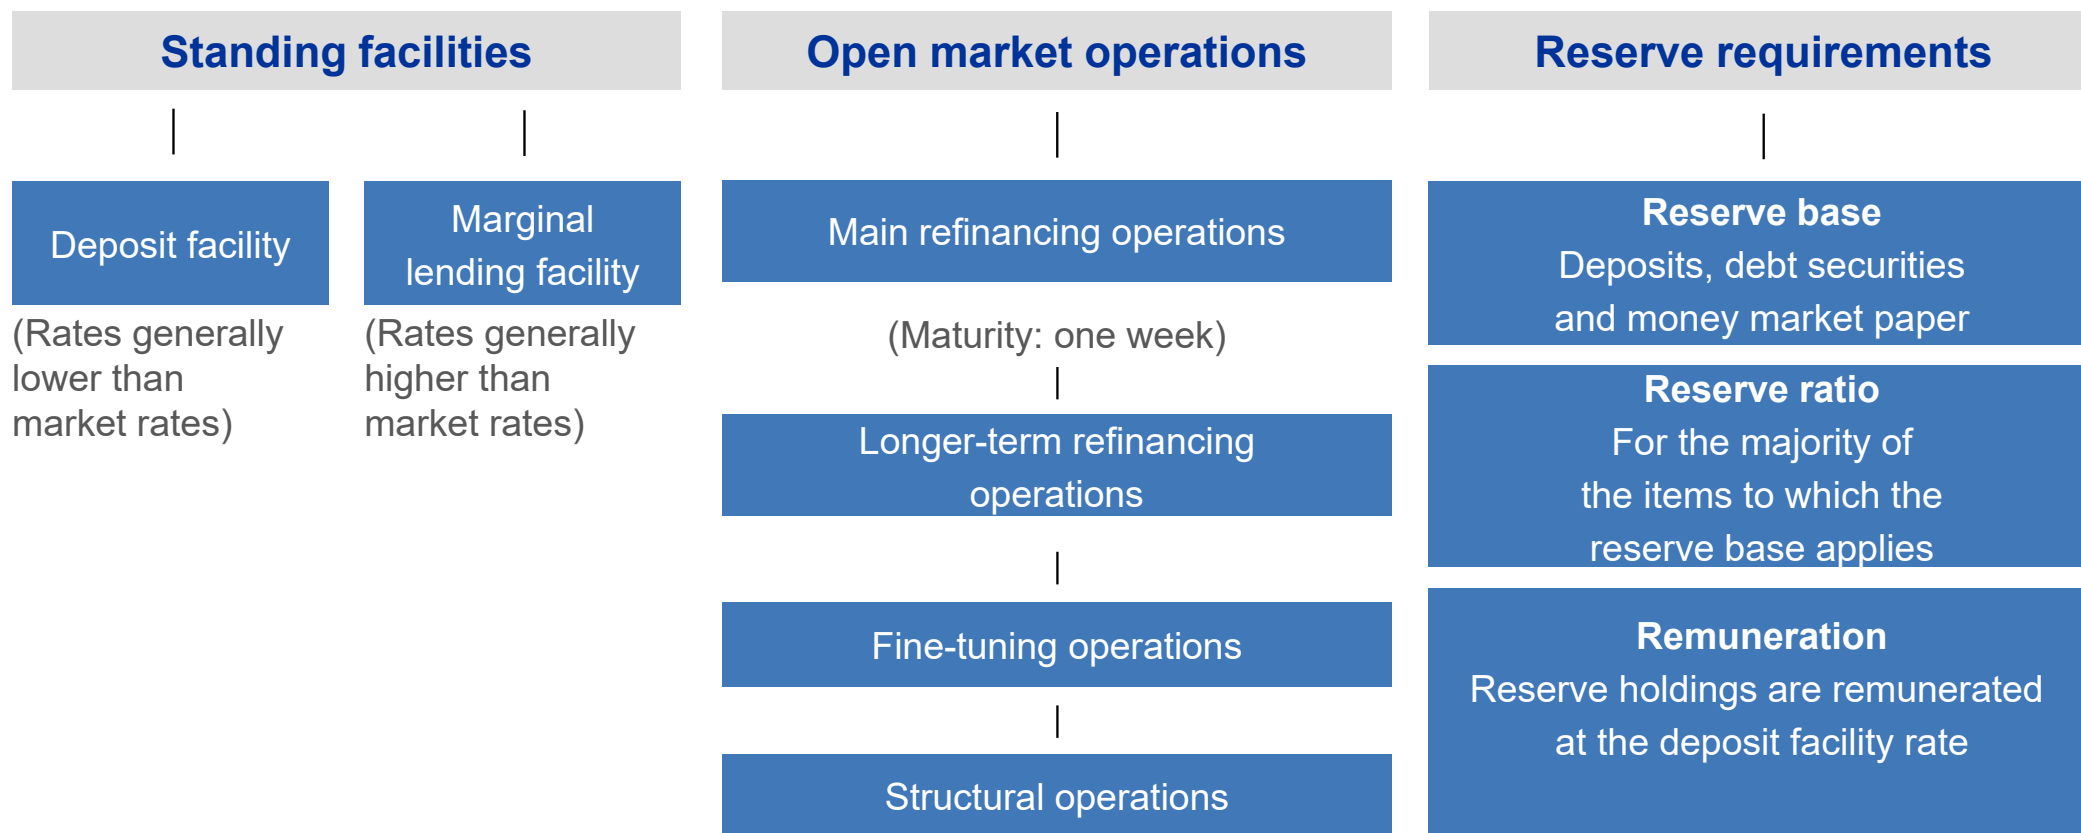 Standing facilities
Deposit facility
(Rates generally
lower than
market rates)
Marginal
lending facility
(Rates generally
higher than
market rates)
Open market operations
Main refinancing operations
(Maturity: one week)
Longer-term refinancing
operations
Fine-tuning operations
Structural operations
Reserve requirements
Reserve base
Deposits, debt securities
and money market paper
Reserve ratio
For the majority of
the items to which the
reserve base applies
Remuneration
Reserve holdings are remunerated
at the deposit facility rate